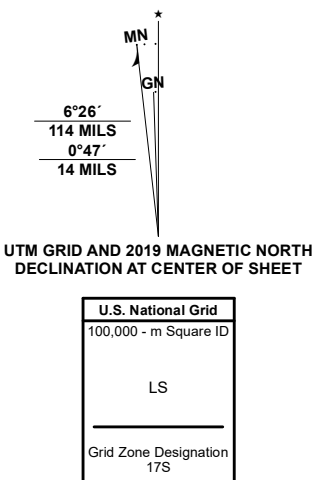 ★
MN
GN
6°26´
114 MILS
0°47´
14 MILS
UTM GRID AND 2019 MAGNETIC NORTH
DECLINATION AT CENTER OF SHEET
U.S. National Grid
100,000 - m Square ID
LS
Grid Zone Designation
17S